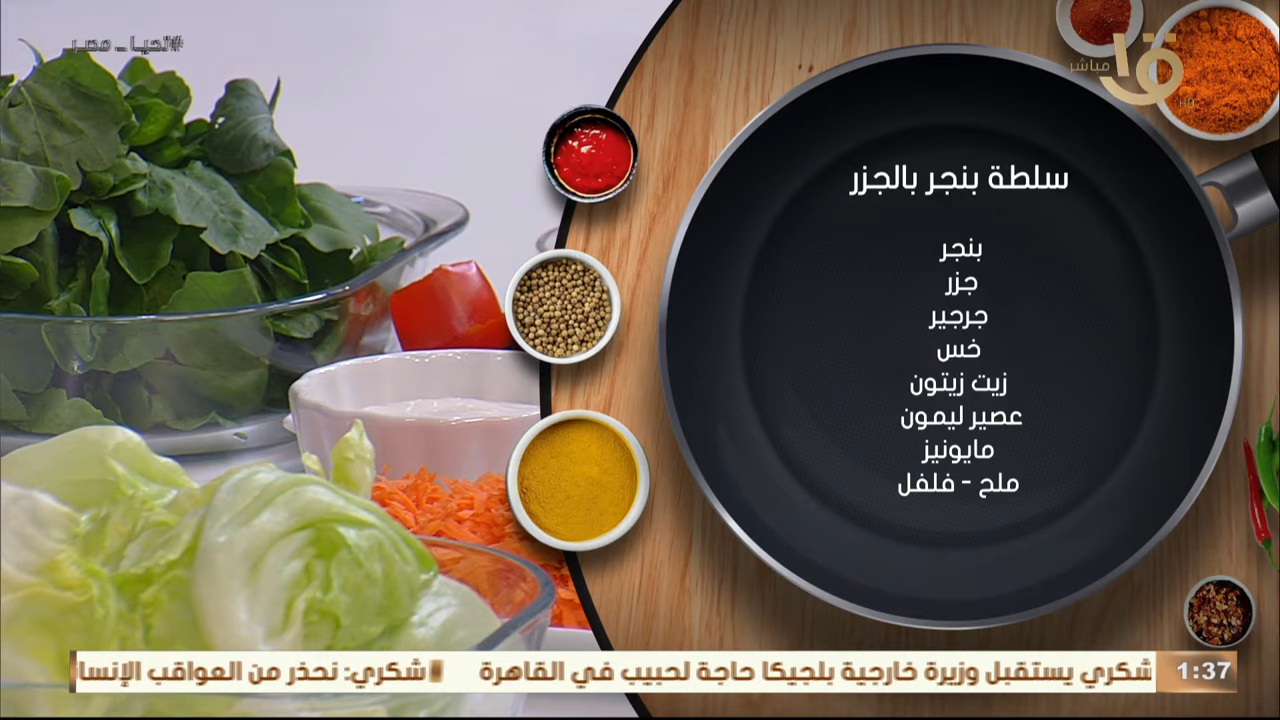 #تحيا_مصر
مباشر
HD
سلطة بنجر بالجزر
بنجر
جزر
جرجير
خس
زيت زيتون
عصير ليمون
مايونيز
ملح - فلفل
1:37
شكري يستقبل وزيرة خارجية بلجيكا حاجة لحبيب في القاهرة
شكري: نحذر من العواقب الإنسا